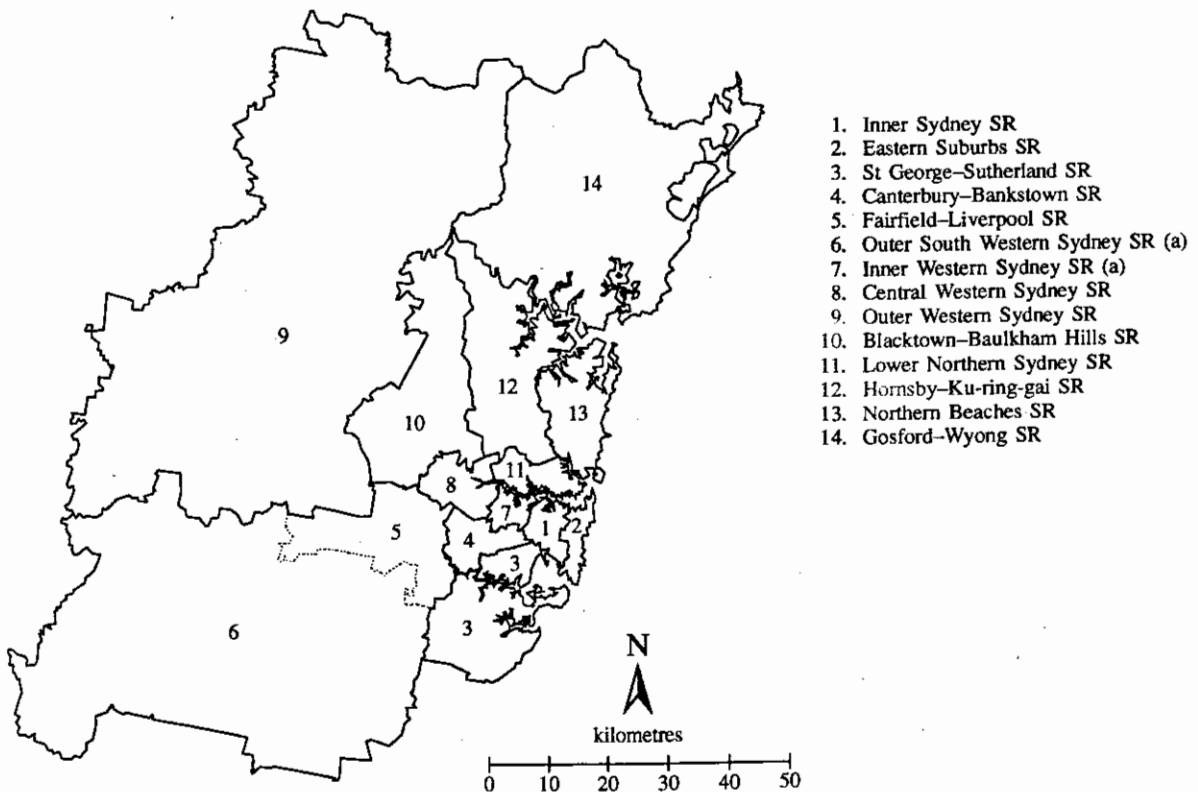 1. Inner Sydney SR
2. Eastern Suburbs SR
3. St George–Sutherland SR
4. Canterbury–Bankstown SR
5. Fairfield–Liverpool SR
6. Outer South Western Sydney SR (a)
7. Inner Western Sydney SR (a)
8. Central Western Sydney SR
9. Outer Western Sydney SR
10. Blacktown–Baulkham Hills SR
11. Lower Northern Sydney SR
12. Hornsby–Ku-ring-gai SR
13. Northern Beaches SR
14. Gosford–Wyong SR
14
9
12
13
10
11
8
7
1
2
5
4
3
6
3
N
kilometres
0 10 20 30 40 50